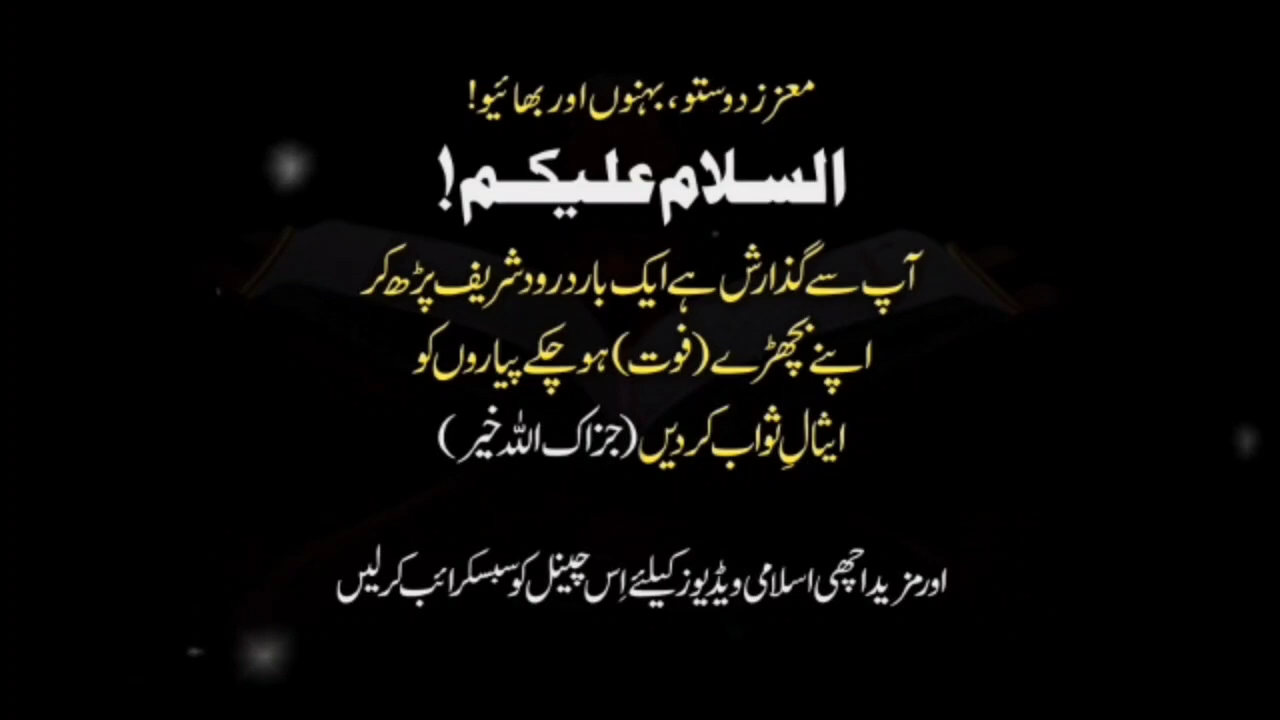 معزز دوستو، بہنوں اور بھائیو!
السلام علیکم!
آپ سے گذارش ہے ایک بار درود شریف پڑھ کر
اپنے بچھڑے (فوت) ہو چکے پیاروں کو
ایثالِ ثواب کر دیں (جزاک اللہ خیر)
اور مزید اچھی اسلامی ویڈیوز کیلئے اِس چینل کو سبسکرائب کر لیں